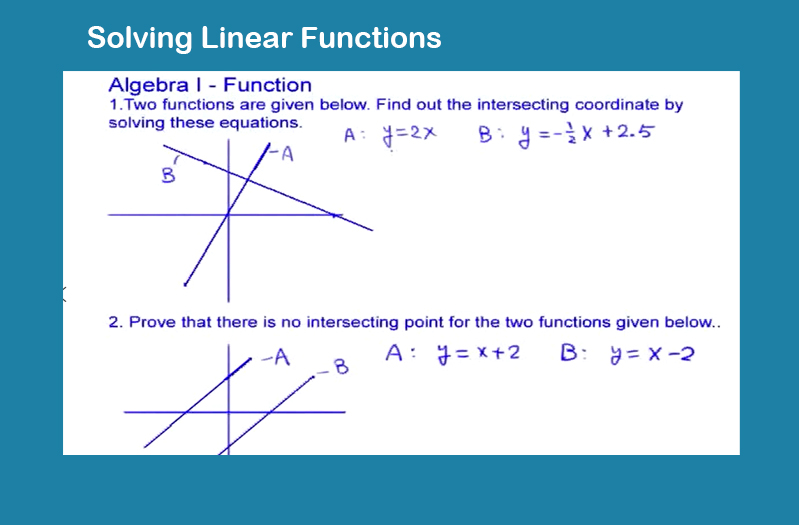 Solving Linear Functions
Algebra I - Function
1.Two functions are given below. Find out the intersecting coordinate by
solving these equations.
A: y=2x B: y=-½x+2.5
A
B
2. Prove that there is no intersecting point for the two functions given below..
A: y=x+2 B: y=x-2
A
B